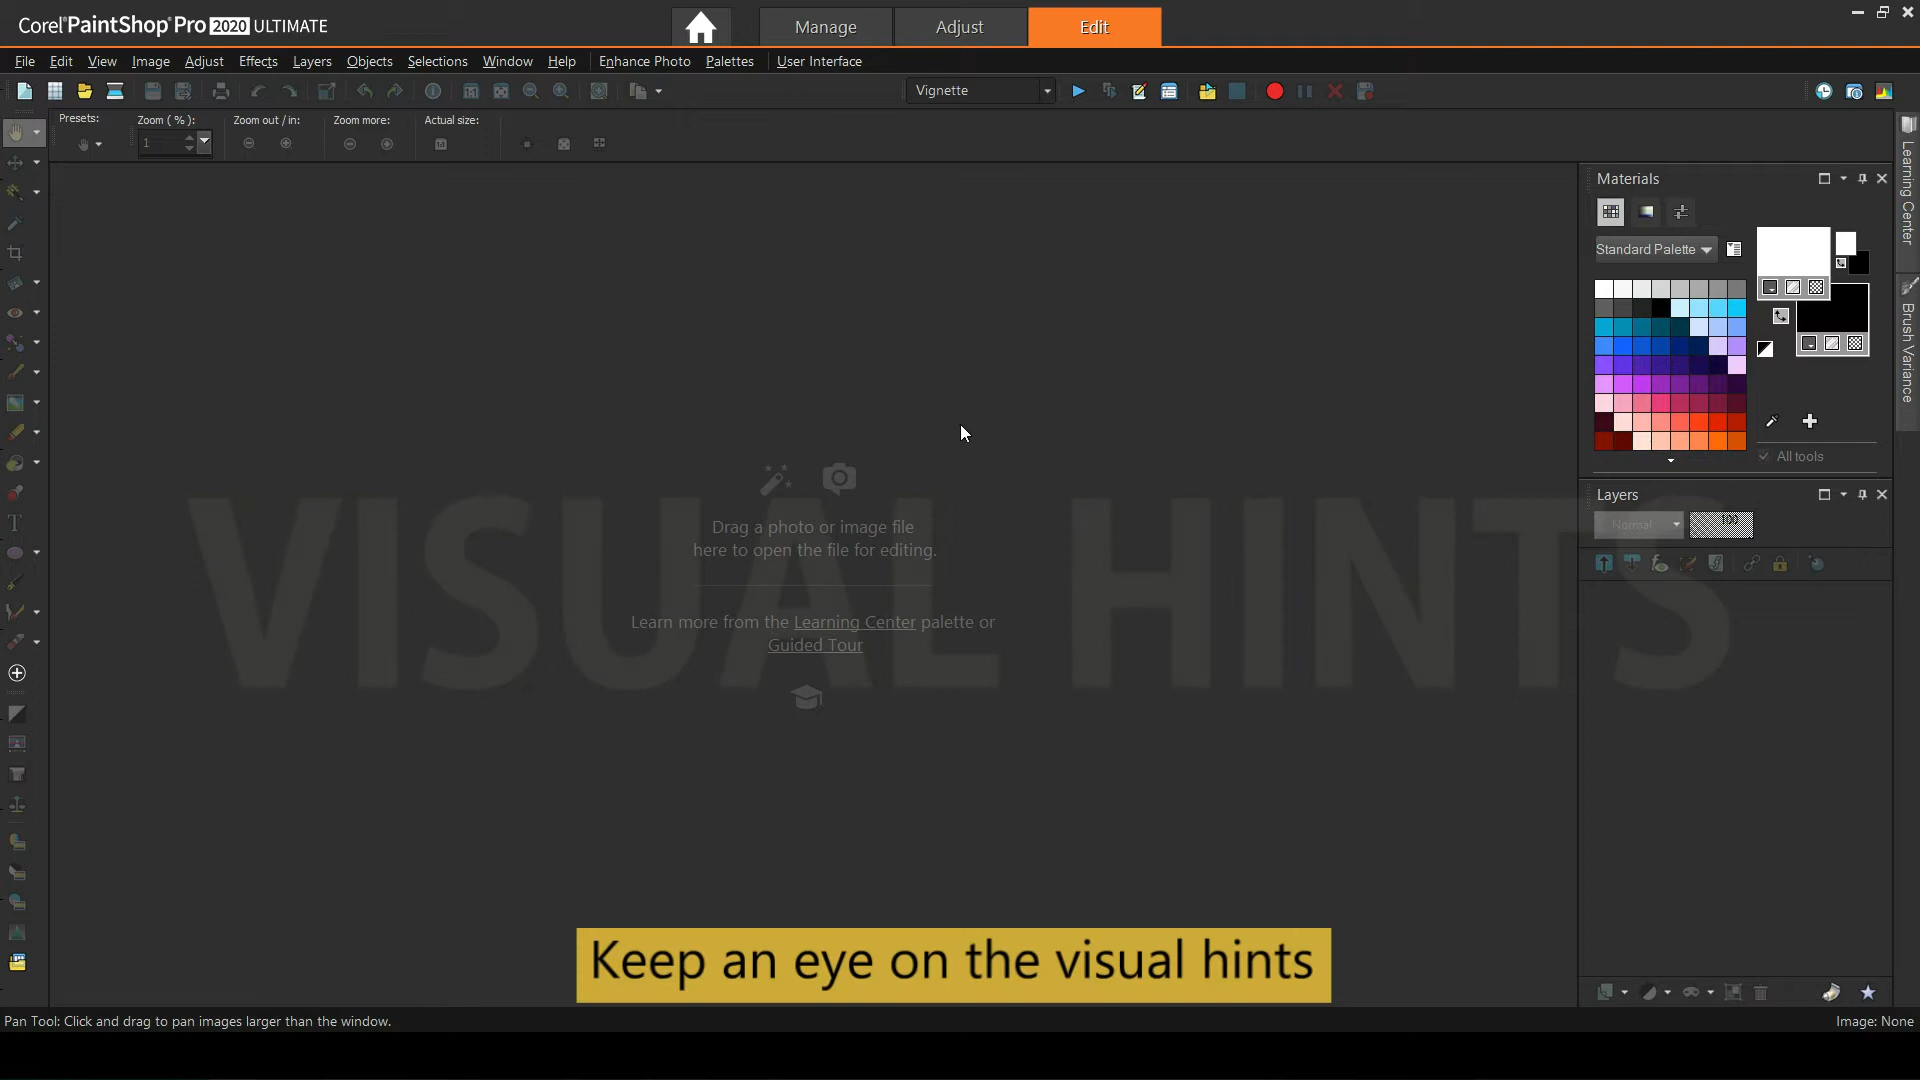 Corel PaintShop Pro 2020 ULTIMATE
Manage
Adjust
Edit
File Edit View Image Adjust Effects Layers Objects Selections Window Help Enhance Photo Palettes User Interface
Vignette
Presets:
Zoom ( % ):
Zoom out / in:
Zoom more:
Actual size:
1
Materials
Standard Palette
All tools
Learning Center
Brush Variance
Layers
Normal
VISUAL HINTS
Drag a photo or image file
here to open the file for editing.
Learn more from the Learning Center palette or
Guided Tour
Keep an eye on the visual hints
Pan Tool: Click and drag to pan images larger than the window.
Image: None